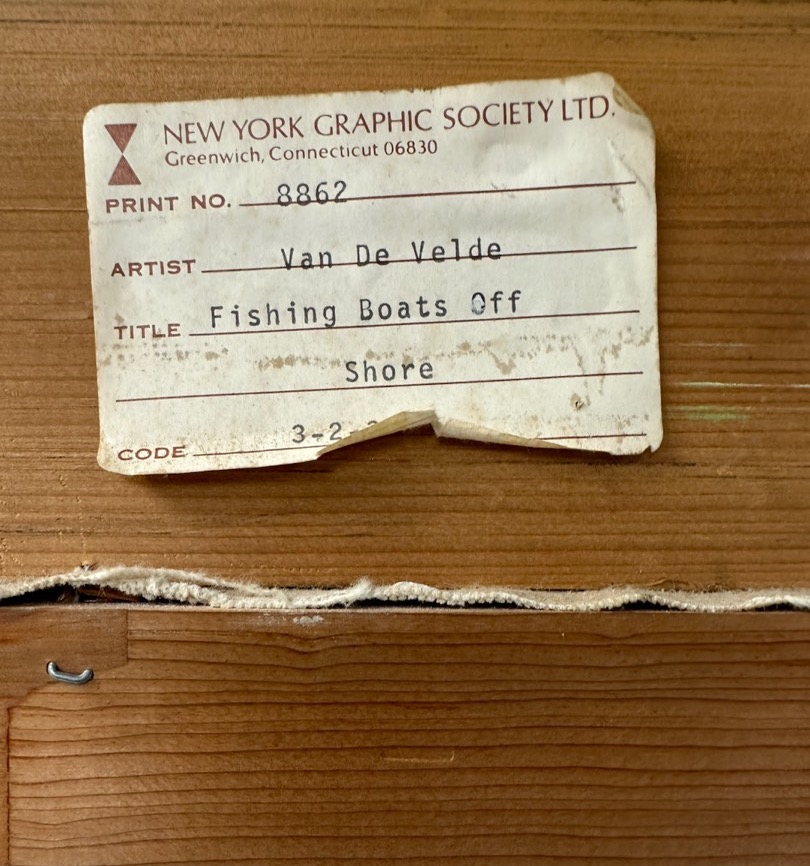 NEW YORK GRAPHIC SOCIETY LTD.
Greenwich, Connecticut 06830
PRINT NO. 8862
ARTIST Van De Velde
TITLE Fishing Boats Off
Shore
CODE 3-2